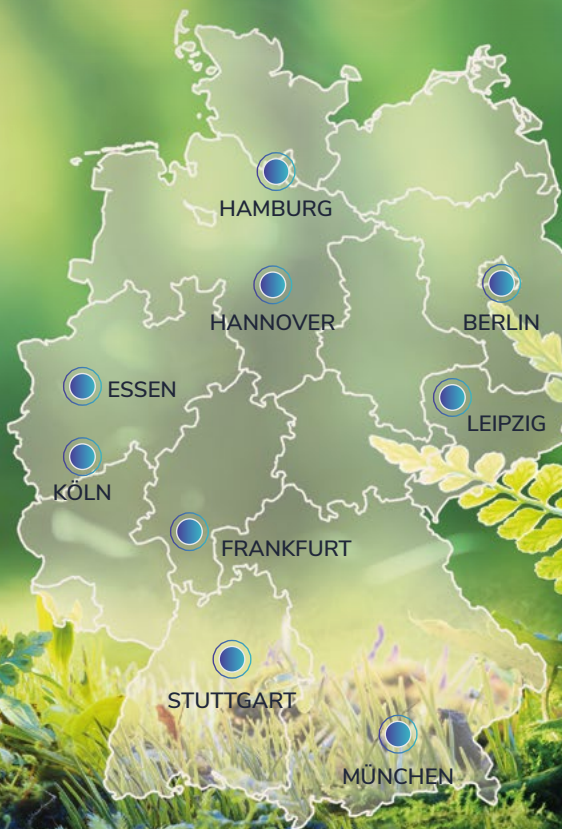 HAMBURG
HANNOVER
BERLIN
ESSEN
LEIPZIG
KÖLN
FRANKFURT
STUTTGART
MÜNCHEN